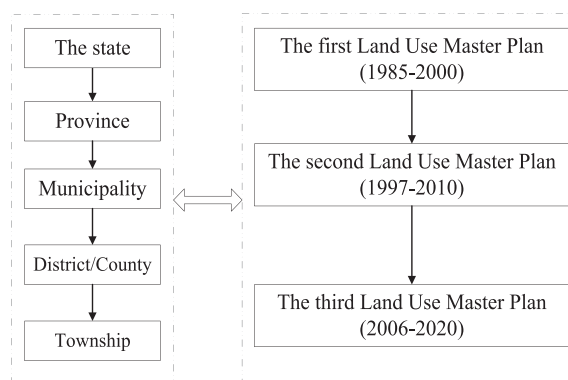 The state
Province
Municipality
District/County
Township
The first Land Use Master Plan
(1985-2000)
The second Land Use Master Plan
(1997-2010)
The third Land Use Master Plan
(2006-2020)